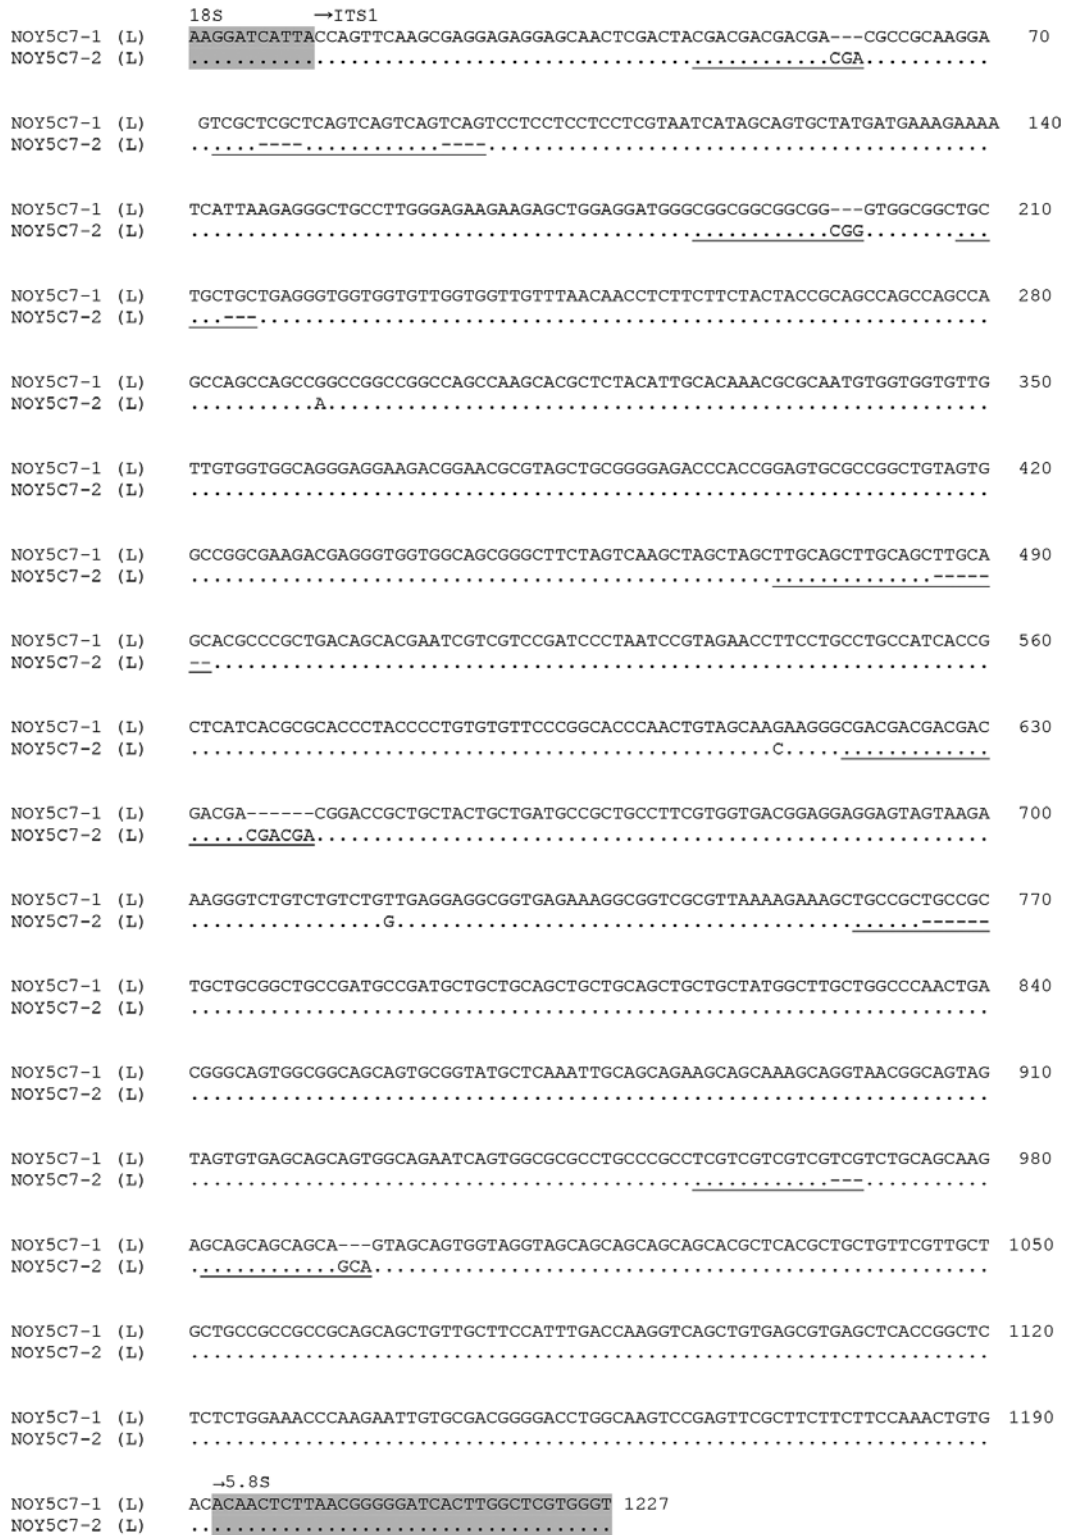 18S →ITS1
NOY5C7-1 (L) AAGGATCATTACCAGTTCAAGCGAGGAGAGGAGCAACTCGACTACGACGACGACGA---CGCCGCAAGGA 70
NOY5C7-2 (L) ........................................................CGA...........
NOY5C7-1 (L) GTCGCTCGCTCAGTCAGTCAGTCAGTCCTCCTCCTCCTCGTAATCATAGCAGTGCTATGATGAAAGAAAA 140
NOY5C7-2 (L) ......----............----............................................
NOY5C7-1 (L) TCATTAAGAGGGCTGCCTTGGGAGAAGAAGAGCTGGAGGATGGGCGGCGGCGGCGG---GTGGCGGCTGC 210
NOY5C7-2 (L) ........................................................CGG...........
NOY5C7-1 (L) TGCTGCTGAGGGTGGTGGTGTTGGTGGTTGTTTAACAACCTCTTCTTCTACTACCGCAGCCAGCCAGCCA 280
NOY5C7-2 (L) ...---................................................................
NOY5C7-1 (L) GCCAGCCAGCCGGCCGGCCGGCCAGCCAAGCACGCTCTACATTGCACAAACGCGCAATGTGGTGGTGTTG 350
NOY5C7-2 (L) ...........A..........................................................
NOY5C7-1 (L) TTGTGGTGGCAGGGAGGAAGACGGAACGCGTAGCTGCGGGGAGACCCACCGGAGTGCGCCGGCTGTAGTG 420
NOY5C7-2 (L) ......................................................................
NOY5C7-1 (L) GCCGGCGAAGACGAGGGTGGTGGCAGCGGGCTTCTAGTCAAGCTAGCTAGCTTGCAGCTTGCAGCTTGCA 490
NOY5C7-2 (L) .................................................................-----
NOY5C7-1 (L) GCACGCCCGCTGACAGCACGAATCGTCGTCCGATCCCTAATCCGTAGAACCTTCCTGCCTGCCATCACCG 560
NOY5C7-2 (L) --....................................................................
NOY5C7-1 (L) CTCATCACGCGCACCCTACCCCTGTGTGTTCCCGGCACCCAACTGTAGCAAGAAGGGCGACGACGACGAC 630
NOY5C7-2 (L) ...................................................C..................
NOY5C7-1 (L) GACGA------CGGACCGCTGCTACTGCTGATGCCGCTGCCTTCGTGGTGACGGAGGAGGAGTAGTAAGA 700
NOY5C7-2 (L) .....CGACGA...........................................................
NOY5C7-1 (L) AAGGGTCTGTCTGTCTGTTGAGGAGGCGGTGAGAAAGGCGGTCGCGTTAAAAGAAAGCTGCCGCTGCCGC 770
NOY5C7-2 (L) .................G..............................................------
NOY5C7-1 (L) TGCTGCGGCTGCCGATGCCGATGCTGCTGCAGCTGCTGCAGCTGCTGCTATGGCTTGCTGGCCCAACTGA 840
NOY5C7-2 (L) ......................................................................
NOY5C7-1 (L) CGGGCAGTGGCGGCAGCAGTGCGGTATGCTCAAATTGCAGCAGAAGCAGCAAAGCAGGTAACGGCAGTAG 910
NOY5C7-2 (L) ......................................................................
NOY5C7-1 (L) TAGTGTGAGCAGCAGTGGCAGAATCAGTGGCGCGCCTGCCCGCCTCGTCGTCGTCGTCGTCTGCAGCAAG 980
NOY5C7-2 (L) ........................................................---...........
NOY5C7-1 (L) AGCAGCAGCAGCA---GTAGCAGTGGTAGGTAGCAGCAGCAGCAGCACGCTCACGCTGCTGTTCGTTGCT 1050
NOY5C7-2 (L) .............GCA......................................................
NOY5C7-1 (L) GCTGCCGCCGCCGCAGCAGCTGTTGCTTCCATTTGACCAAGGTCAGCTGTGAGCGTGAGCTCACCGGCTC 1120
NOY5C7-2 (L) ......................................................................
NOY5C7-1 (L) TCTCTGGAAACCCAAGAATTGTGCGACGGGGACCTGGCAAGTCCGAGTTCGCTTCTTCTTCCAAACTGTG 1190
NOY5C7-2 (L) ......................................................................
→5.8S
NOY5C7-1 (L) ACACAACTCTTAACGGGGGATCACTTGGCTCGTGGGT 1227
NOY5C7-2 (L) .....................................